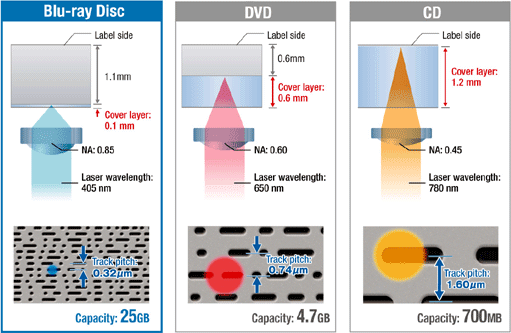 Blu-ray Disc
Label side
1.1mm
Cover layer:
0.1 mm
NA: 0.85
Laser wavelength:
405 nm
Track pitch:
0.32μm
Capacity: 25GB
DVD
Label side
0.6mm
Cover layer:
0.6 mm
NA: 0.60
Laser wavelength:
650 nm
Track pitch:
0.74μm
Capacity: 4.7GB
CD
Label side
Cover layer:
1.2 mm
NA: 0.45
Laser wavelength:
780 nm
Track pitch:
1.60μm
Capacity: 700MB